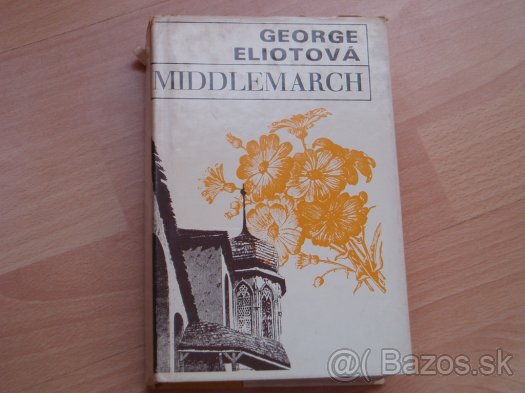 GEORGE
ELIOTOVÁ
MIDDLEMARCH
@( Bazos.sk